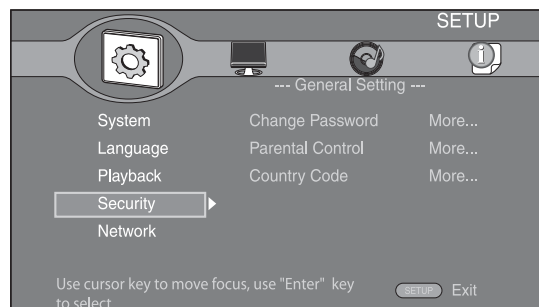 SETUP
--- General Setting ---
System Change Password More...
Language Parental Control More...
Playback Country Code More...
Security
Network
Use cursor key to move focus, use "Enter" key
to select
SETUP Exit